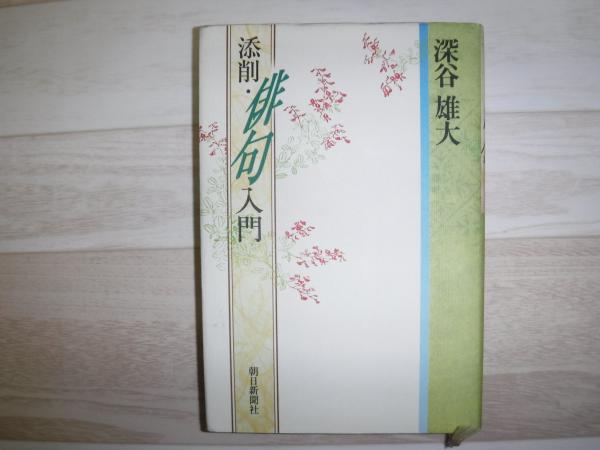 深谷 雄大
添削・俳句入門
朝日新聞社